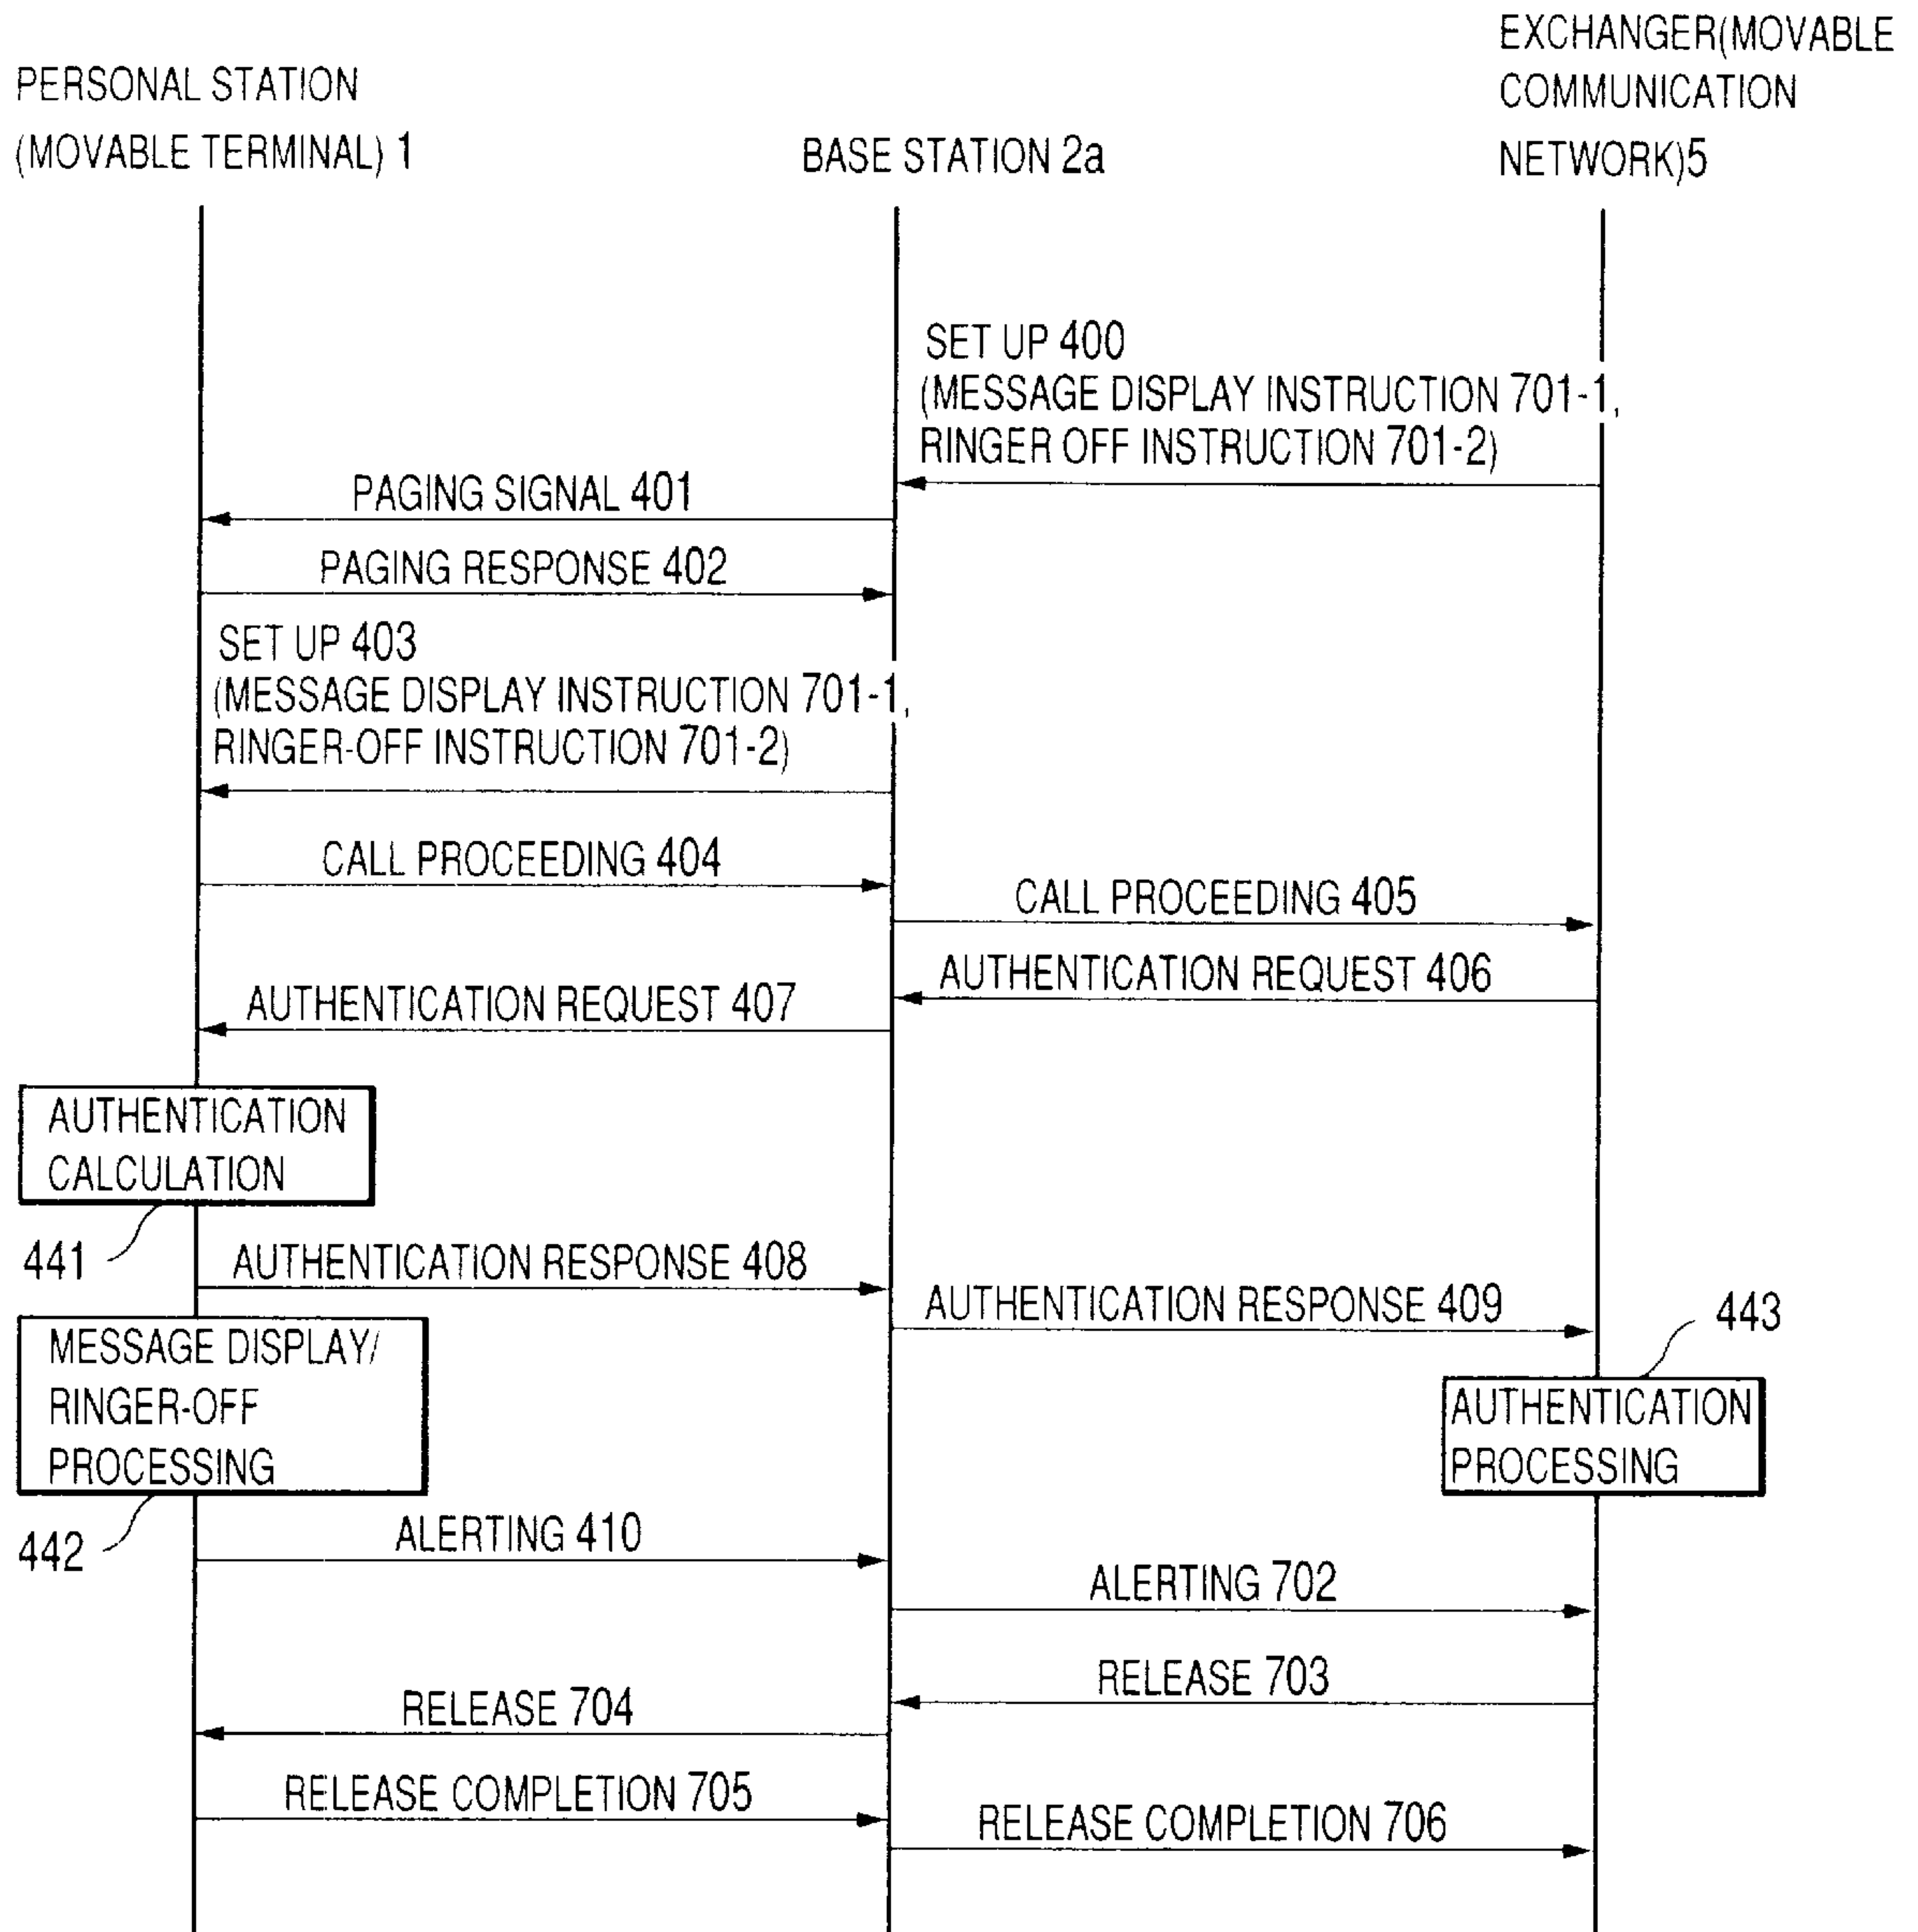 EXCHANGER(MOVABLE
COMMUNICATION
NETWORK)5
PERSONAL STATION
(MOVABLE TERMINAL) 1
BASE STATION 2a
SET UP 400
(MESSAGE DISPLAY INSTRUCTION 701-1,
RINGER OFF INSTRUCTION 701-2)
PAGING SIGNAL 401
PAGING RESPONSE 402
SET UP 403
(MESSAGE DISPLAY INSTRUCTION 701-1,
RINGER-OFF INSTRUCTION 701-2)
CALL PROCEEDING 404
CALL PROCEEDING 405
AUTHENTICATION REQUEST 406
AUTHENTICATION REQUEST 407
AUTHENTICATION
CALCULATION
441
AUTHENTICATION RESPONSE 408
AUTHENTICATION RESPONSE 409
443
MESSAGE DISPLAY/
RINGER-OFF
PROCESSING
AUTHENTICATION
PROCESSING
442
ALERTING 410
ALERTING 702
RELEASE 703
RELEASE 704
RELEASE COMPLETION 705
RELEASE COMPLETION 706